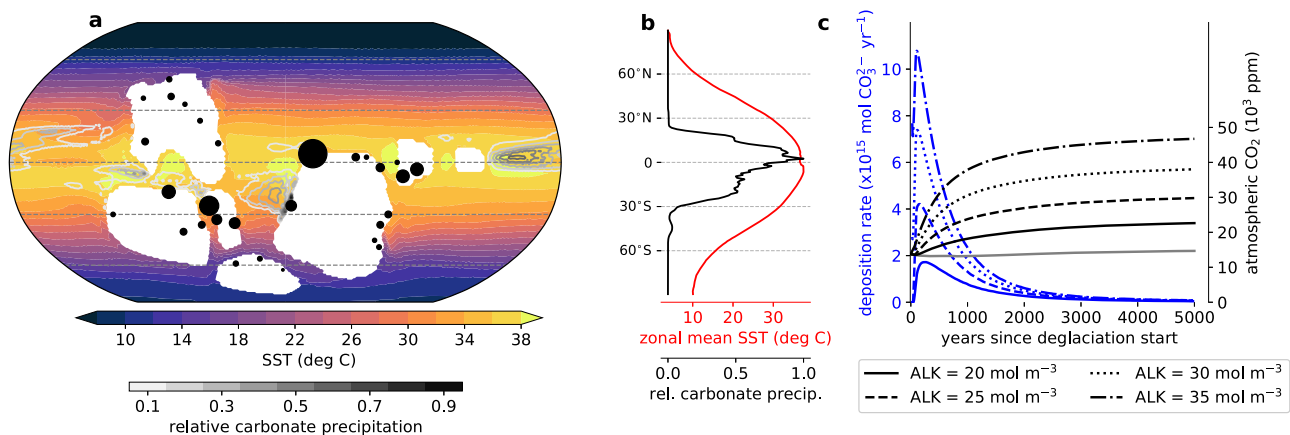 a
10 14 18 22 26 30 34 38
SST (deg C)
0.1 0.3 0.5 0.7 0.9
relative carbonate precipitation
b
60°N
30°N
0
30°S
60°S
10 20 30
zonal mean SST (deg C)
0.0 0.5 1.0
rel. carbonate precip.
c
deposition rate (x10¹⁵ mol CO₃²⁻ yr⁻¹)
10
8
6
4
2
0
50
40
30
20
10
0
atmospheric CO₂ (10³ ppm)
0 1000 2000 3000 4000 5000
years since deglaciation start
ALK = 20 mol m⁻³
ALK = 25 mol m⁻³
ALK = 30 mol m⁻³
ALK = 35 mol m⁻³